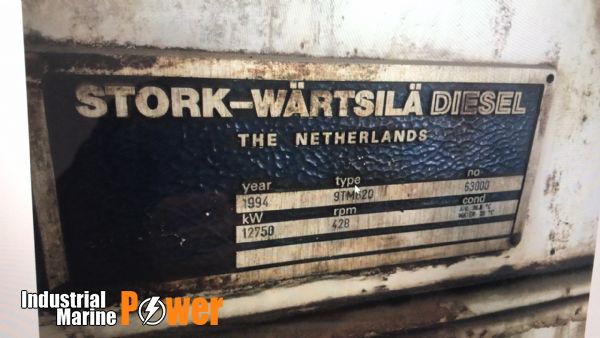 STORK-WÄRTSILÄ DIESEL
THE NETHERLANDS
year type no
1994 9TM620 63000
kW rpm cond
12750 428
Industrial
Marine Power